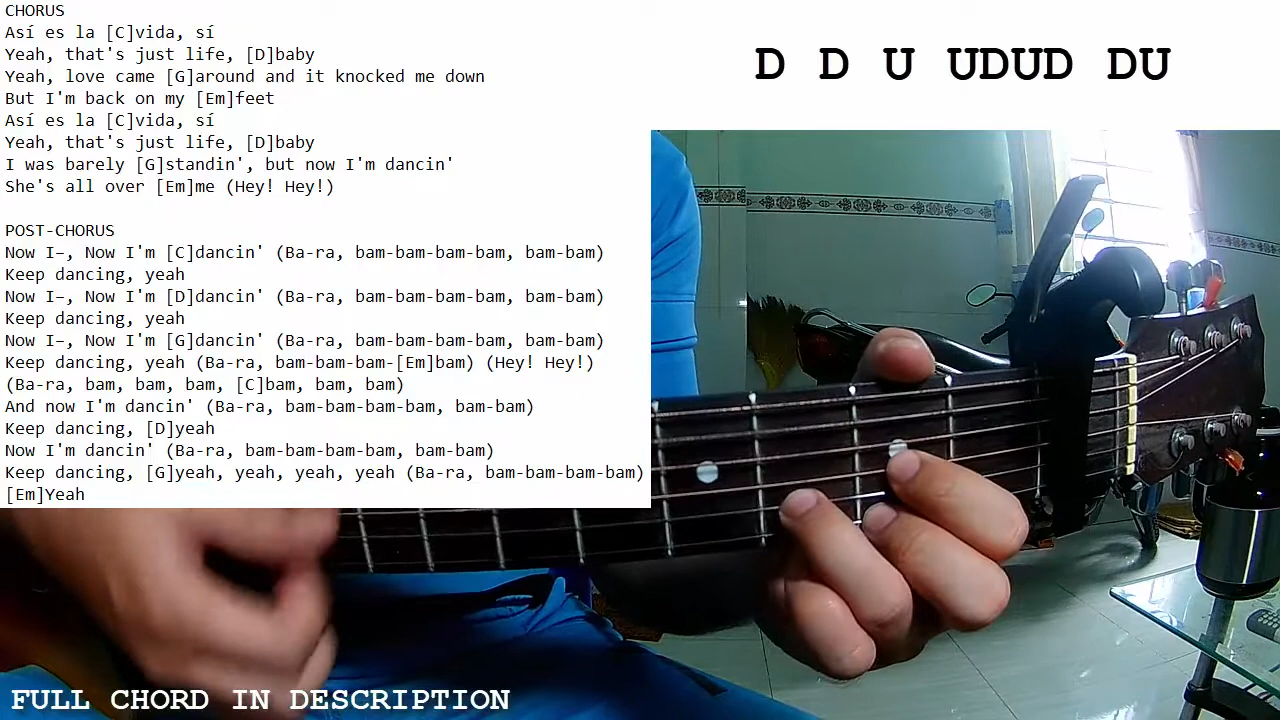 CHORUS
Así es la [C]vida, sí
Yeah, that's just life, [D]baby
Yeah, love came [G]around and it knocked me down
But I'm back on my [Em]feet
Así es la [C]vida, sí
Yeah, that's just life, [D]baby
I was barely [G]standin', but now I'm dancin'
She's all over [Em]me (Hey! Hey!)
POST-CHORUS
Now I–, Now I'm [C]dancin' (Ba-ra, bam-bam-bam-bam, bam-bam)
Keep dancing, yeah
Now I–, Now I'm [D]dancin' (Ba-ra, bam-bam-bam-bam, bam-bam)
Keep dancing, yeah
Now I–, Now I'm [G]dancin' (Ba-ra, bam-bam-bam-bam, bam-bam)
Keep dancing, yeah (Ba-ra, bam-bam-bam-[Em]bam) (Hey! Hey!)
(Ba-ra, bam, bam, bam, [C]bam, bam, bam)
And now I'm dancin' (Ba-ra, bam-bam-bam-bam, bam-bam)
Keep dancing, [D]yeah
Now I'm dancin' (Ba-ra, bam-bam-bam-bam, bam-bam)
Keep dancing, [G]yeah, yeah, yeah, yeah (Ba-ra, bam-bam-bam-bam)
[Em]Yeah
D D U UDUD DU
FULL CHORD IN DESCRIPTION